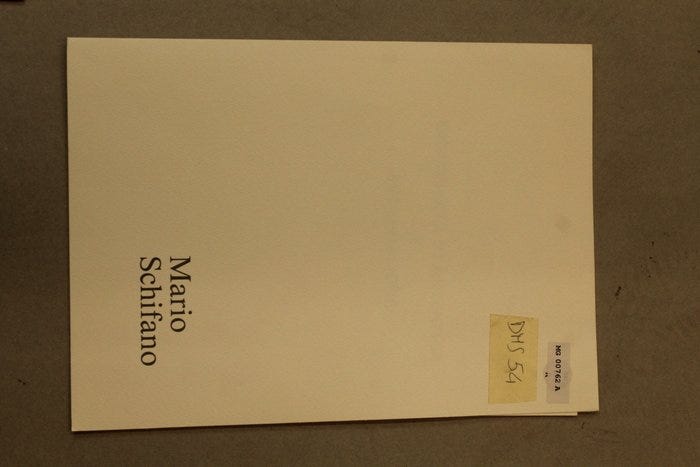 Mario
Schifano
DHS 54
MG 00762 A